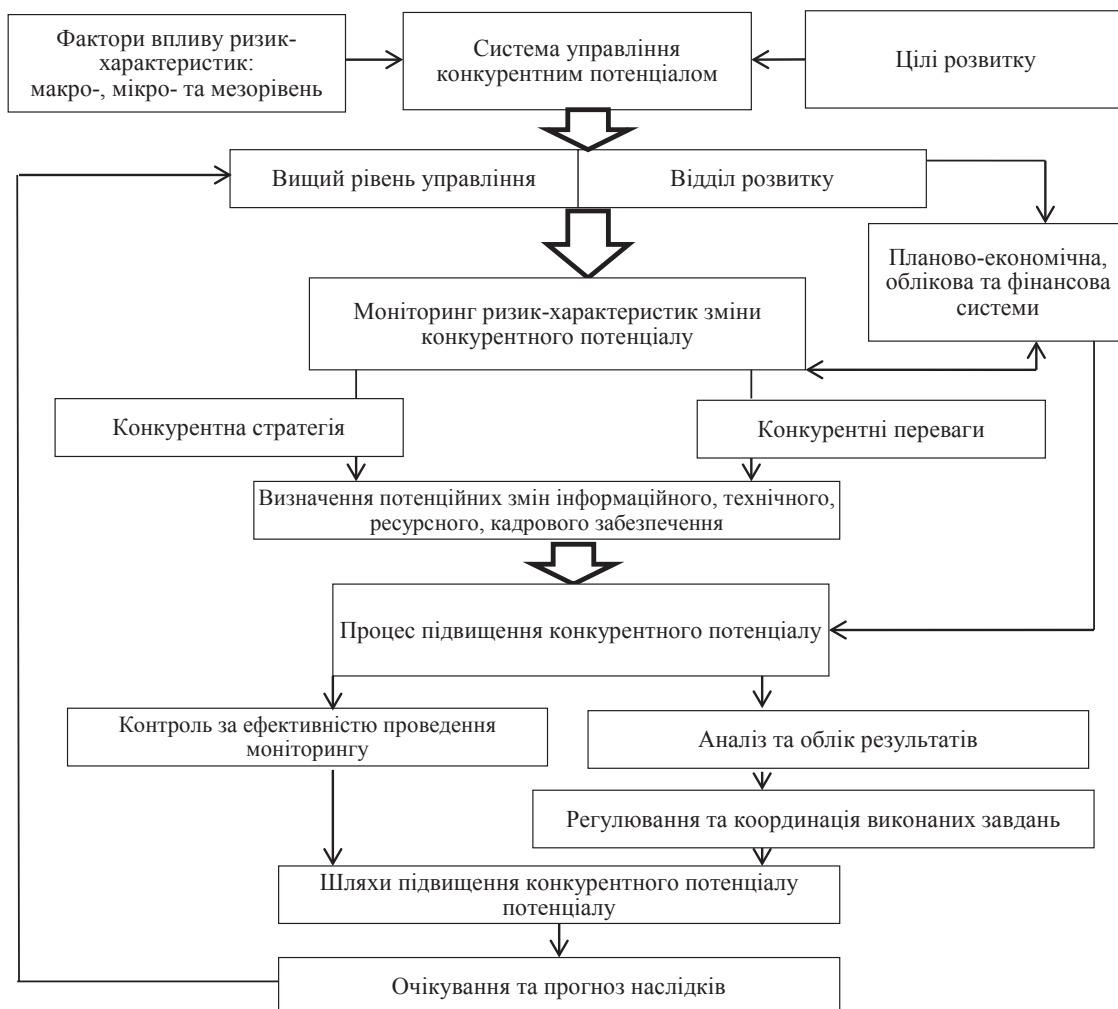 Фактори впливу ризик-
характеристик:
макро-, мікро- та мезорівень
Система управління
конкурентним потенціалом
Цілі розвитку
Вищий рівень управління
Відділ розвитку
Планово-економічна,
облікова та фінансова
системи
Моніторинг ризик-характеристик зміни
конкурентного потенціалу
Конкурентна стратегія
Конкурентні переваги
Визначення потенційних змін інформаційного, технічного,
ресурсного, кадрового забезпечення
Процес підвищення конкурентного потенціалу
Контроль за ефективністю проведення
моніторингу
Аналіз та облік результатів
Регулювання та координація виконаних завдань
Шляхи підвищення конкурентного потенціалу
потенціалу
Очікування та прогноз наслідків